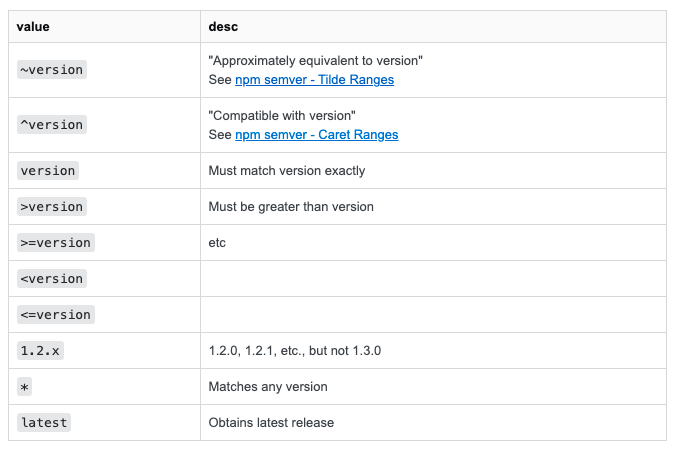 value desc
~version "Approximately equivalent to version"
See npm semver - Tilde Ranges
^version "Compatible with version"
See npm semver - Caret Ranges
version Must match version exactly
>version Must be greater than version
>=version etc
<version
<=version
1.2.x 1.2.0, 1.2.1, etc., but not 1.3.0
* Matches any version
latest Obtains latest release